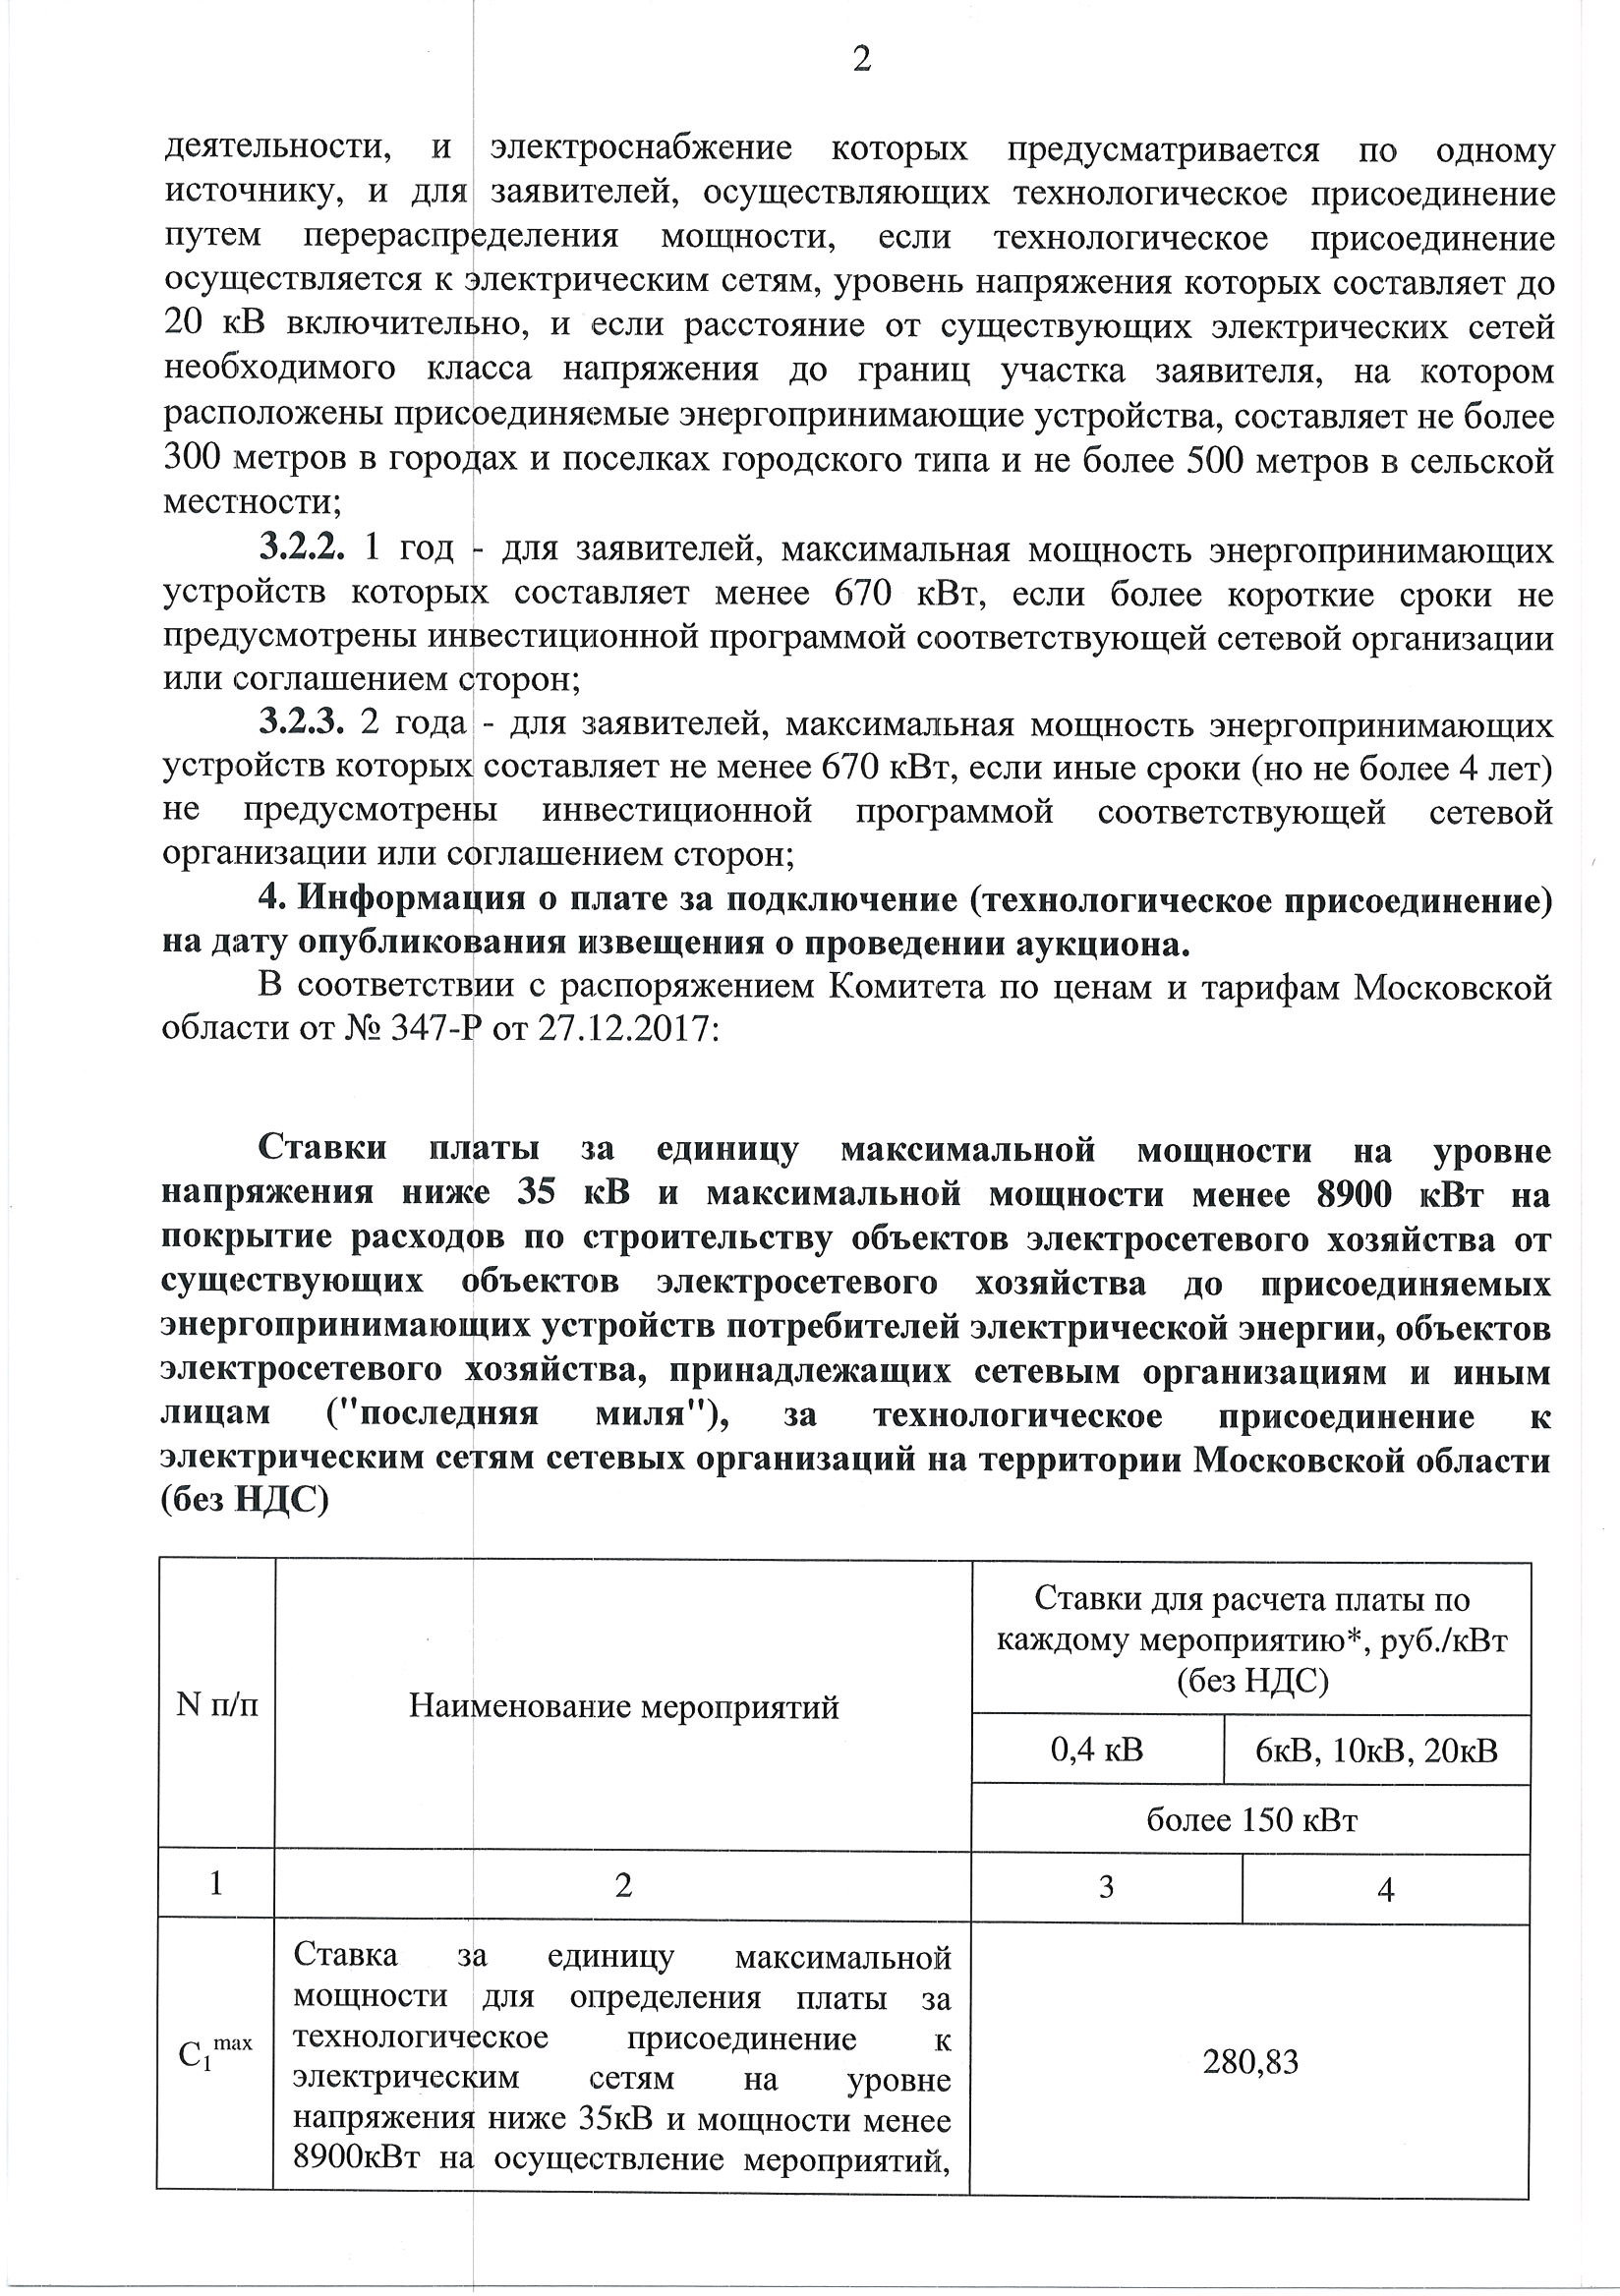 2
деятельности, и электроснабжение которых предусматривается по одному
источнику, и для заявителей, осуществляющих технологическое присоединение
путем перераспределения мощности, если технологическое присоединение
осуществляется к электрическим сетям, уровень напряжения которых составляет до
20 кВ включительно, и если расстояние от существующих электрических сетей
необходимого класса напряжения до границ участка заявителя, на котором
расположены присоединяемые энергопринимающие устройства, составляет не более
300 метров в городах и поселках городского типа и не более 500 метров в сельской
местности;
3.2.2. 1 год - для заявителей, максимальная мощность энергопринимающих
устройств которых составляет менее 670 кВт, если более короткие сроки не
предусмотрены инвестиционной программой соответствующей сетевой организации
или соглашением сторон;
3.2.3. 2 года - для заявителей, максимальная мощность энергопринимающих
устройств которых составляет не менее 670 кВт, если иные сроки (но не более 4 лет)
не предусмотрены инвестиционной программой соответствующей сетевой
организации или соглашением сторон;
4. Информация о плате за подключение (технологическое присоединение)
на дату опубликования извещения о проведении аукциона.
В соответствии с распоряжением Комитета по ценам и тарифам Московской
области от № 347-Р от 27.12.2017:
Ставки платы за единицу максимальной мощности на уровне
напряжения ниже 35 кВ и максимальной мощности менее 8900 кВт на
покрытие расходов по строительству объектов электросетевого хозяйства от
существующих объектов электросетевого хозяйства до присоединяемых
энергопринимающих устройств потребителей электрической энергии, объектов
электросетевого хозяйства, принадлежащих сетевым организациям и иным
лицам ("последняя миля"), за технологическое присоединение к
электрическим сетям сетевых организаций на территории Московской области
(без НДС)
N п/п
Наименование мероприятий
Ставки для расчета платы по
каждому мероприятию*, руб./кВт
(без НДС)
0,4 кВ
6кВ, 10кВ, 20кВ
более 150 кВт
1
2
3
4
C₁ᵐᵃˣ
Ставка за единицу максимальной
мощности для определения платы за
технологическое присоединение к
электрическим сетям на уровне
напряжения ниже 35кВ и мощности менее
8900кВт на осуществление мероприятий,
280,83